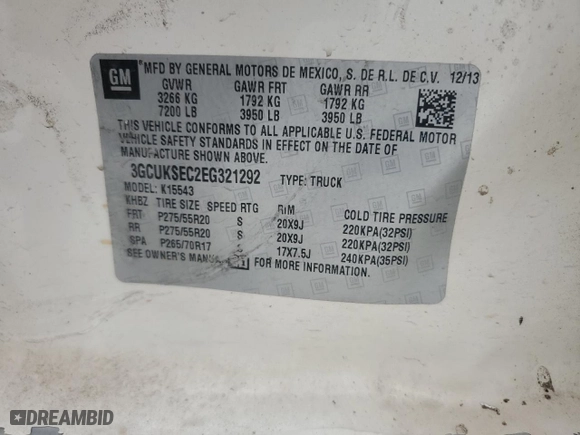 GM
MFD BY GENERAL MOTORS DE MEXICO, S. DE R.L. DE C.V. 12/13
GVWR GAWR FRT GAWR RR
3266 KG 1792 KG 1792 KG
7200 LB 3950 LB 3950 LB
THIS VEHICLE CONFORMS TO ALL APPLICABLE U.S. FEDERAL MOTOR
VEHICLE SAFETY STANDARDS IN EFFECT ON THE DATE OF
MANUFACTURE SHOWN ABOVE.
3GCUKSEC2EG321292 TYPE: TRUCK
MODEL: K15543
KHBZ TIRE SIZE SPEED RTG RIM COLD TIRE PRESSURE
FRT P275/55R20 S 20X9J 220KPA(32PSI)
RR P275/55R20 S 20X9J 220KPA(32PSI)
SPA P265/70R17 17X7.5J 240KPA(35PSI)
SEE OWNER'S MANUAL FOR MORE INFORMATION.
DREAMBID